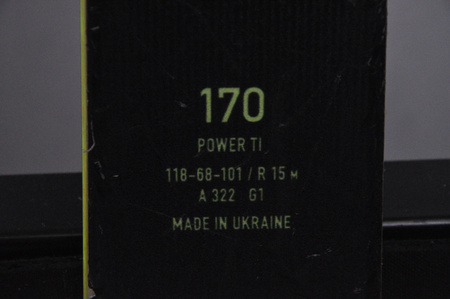 170
POWER TI
118-68-101 / R 15 M
A 322 G1
MADE IN UKRAINE